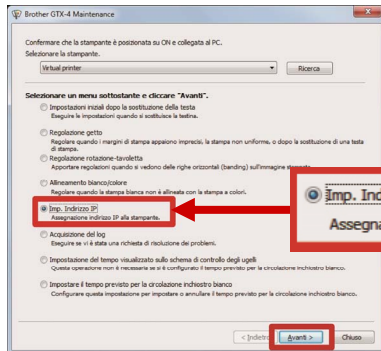 Brother GTX-4 Maintenance
Confermare che la stampante è posizionata su ON e collegata al PC.
Selezionare la stampante.
Virtual printer
Ricerca
Selezionare un menu sottostante e cliccare "Avanti".
Impostazioni iniziali dopo la sostituzione della testa
Eseguire le impostazioni quando si sostituisce la testina.
Regolazione getto
Regolare quando i margini di stampa appaiono imprecisi, la stampa non uniforme, o dopo la sostituzione di una testa
di stampa.
Regolazione rotazione-tavoletta
Apportare regolazioni quando si vedono delle righe orizzontali (banding) sull'immagine
Allineamento bianco/colore
Regolare quando la stampa bianca non è allineata con la stampa a colori.
Imp. Indirizzo IP
Assegnazione indirizzo IP alla stampante.
Imp. Ind
Assegna
Acquisizione del log
Eseguire se vi è stata una richiesta di risoluzione dei problemi.
Impostazione del tempo visualizzato sullo schema di controllo degli ugelli
Questa operazione non è necessaria se si è configurato il tempo previsto per la circolazione inchiostro bianco.
Impostare il tempo previsto per la circolazione inchiostro bianco
Configurare questa impostazione per impostare o annullare il tempo previsto per la circolazione inchiostro bianco.
< Indietro
Avanti >
Chiuso